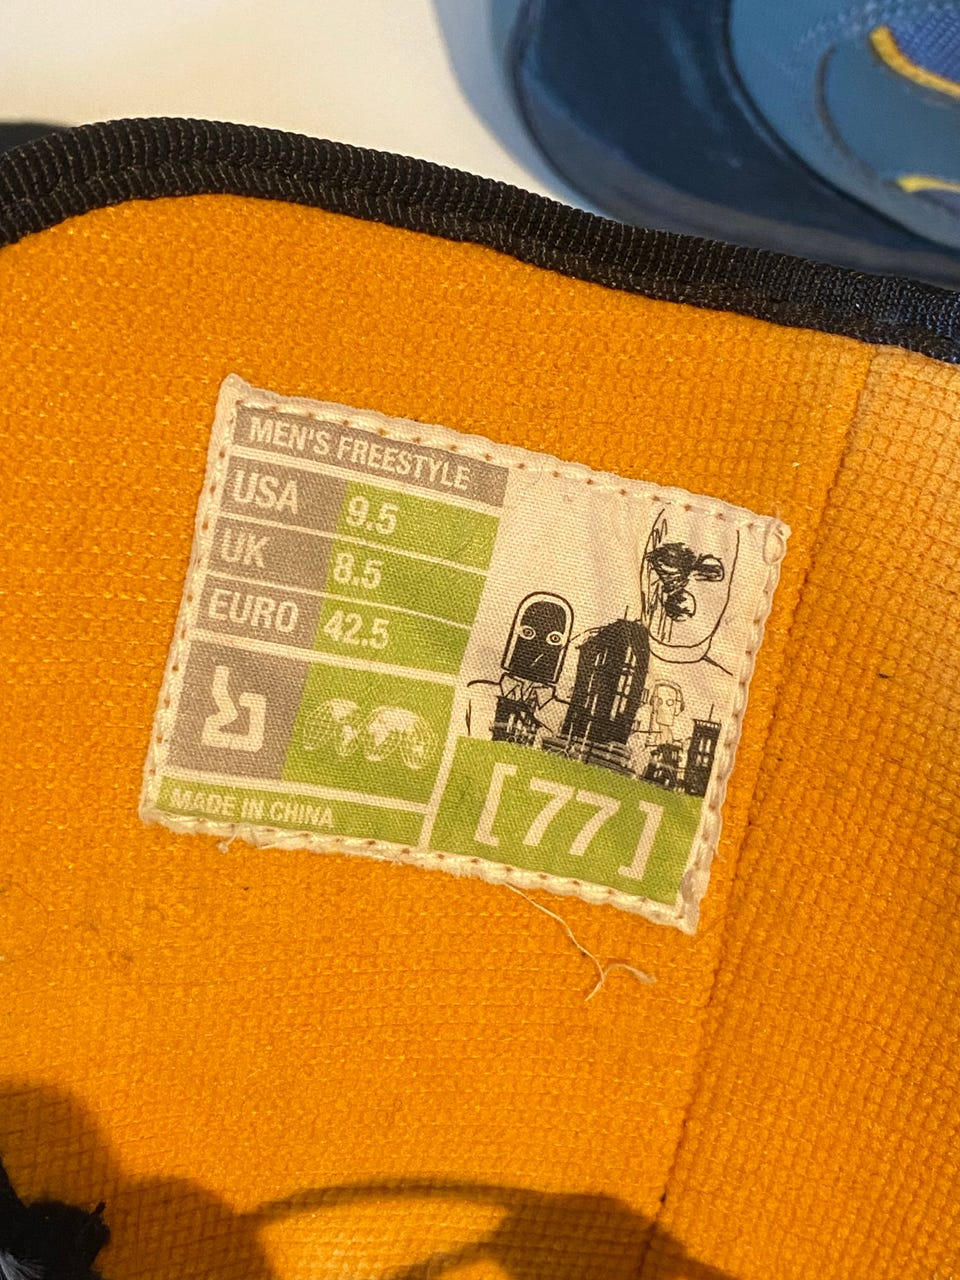 MEN'S FREESTYLE
USA 9.5
UK 8.5
EURO 42.5
MADE IN CHINA
[77]